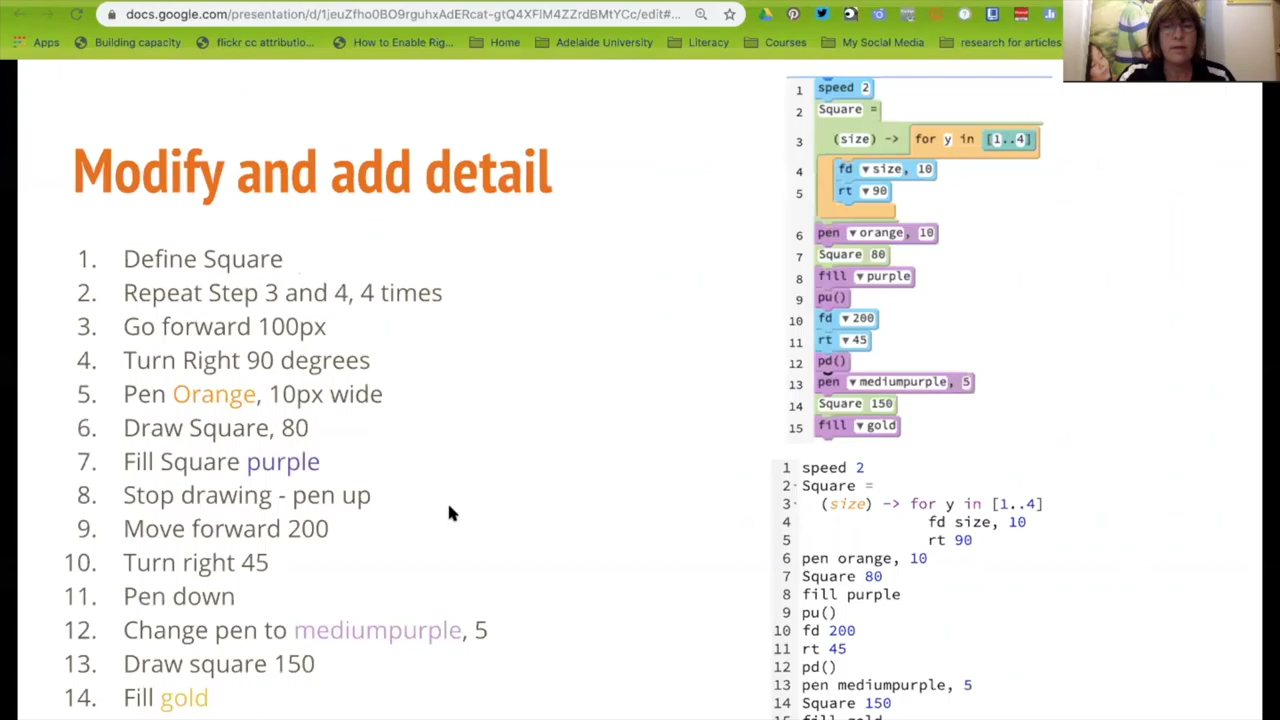 docs.google.com/presentation/d/1jeuZfho0BO9rguhxAdERcat-gtQ4XFlM4ZZrdBMtYCc/edit#...
Apps
Building capacity
flickr cc attributio...
How to Enable Rig...
Home
Adelaide University
Literacy
Courses
My Social Media
research for articles
Modify and add detail
1. Define Square
2. Repeat Step 3 and 4, 4 times
3. Go forward 100px
4. Turn Right 90 degrees
5. Pen Orange, 10px wide
6. Draw Square, 80
7. Fill Square purple
8. Stop drawing - pen up
9. Move forward 200
10. Turn right 45
11. Pen down
12. Change pen to mediumpurple, 5
13. Draw square 150
14. Fill gold
1 speed 2
2 Square =
3 (size) -> for y in [1..4]
4 fd size, 10
5 rt 90
6 pen orange, 10
7 Square 80
8 fill purple
9 pu()
10 fd 200
11 rt 45
12 pd()
13 pen mediumpurple, 5
14 Square 150
15 fill gold
1 speed 2
2 Square =
3 (size) -> for y in [1..4]
4 fd size, 10
5 rt 90
6 pen orange, 10
7 Square 80
8 fill purple
9 pu()
10 fd 200
11 rt 45
12 pd()
13 pen mediumpurple, 5
14 Square 150
15 fill gold